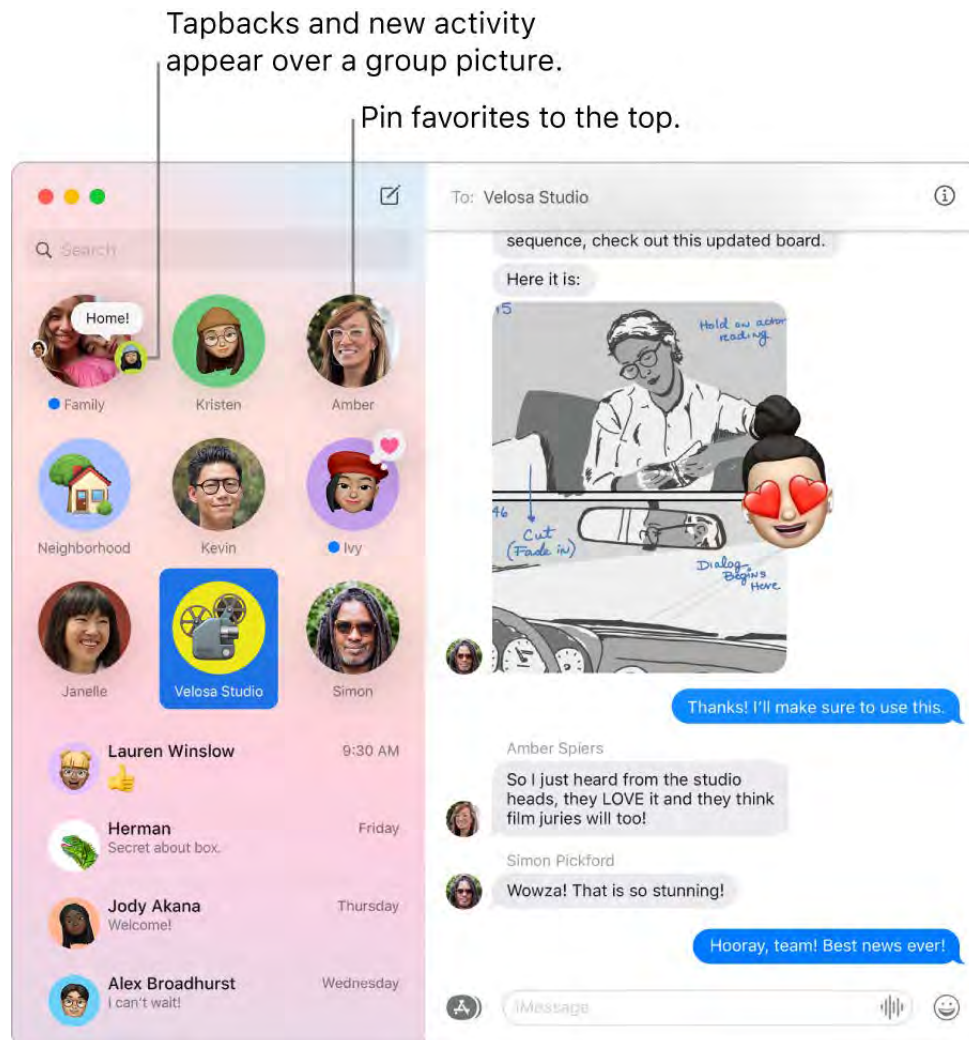 Tapbacks and new activity
appear over a group picture.
Pin favorites to the top.
Search
Home!
Family
Kristen
Amber
Neighborhood
Kevin
Ivy
Janelle
Velosa Studio
Simon
Lauren Winslow
9:30 AM
Herman
Friday
Secret about box.
Jody Akana
Thursday
Welcome!
Alex Broadhurst
Wednesday
I can't wait!
To: Velosa Studio
sequence, check out this updated board.
Here it is:
Hold on actor
reading
Cut
(Fade in)
46
Dialog
Begins
Here
Thanks! I'll make sure to use this.
Amber Spiers
So I just heard from the studio
heads, they LOVE it and they think
film juries will too!
Simon Pickford
Wowza! That is so stunning!
Hooray, team! Best news ever!
iMessage